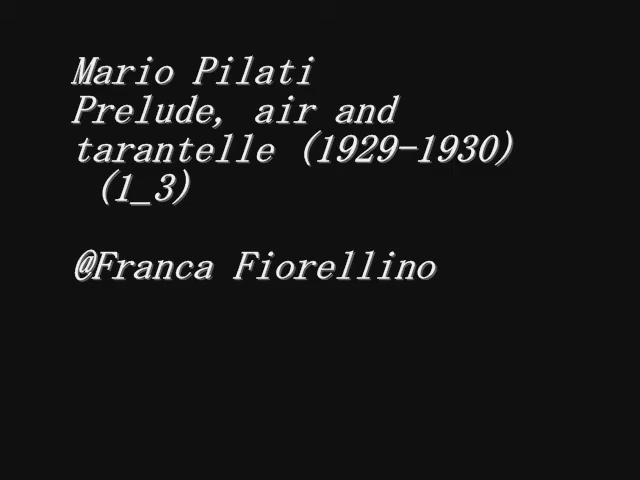 Mario Pilati
Prelude, air and
tarantelle (1929-1930)
(1_3)
@Franca Fiorellino